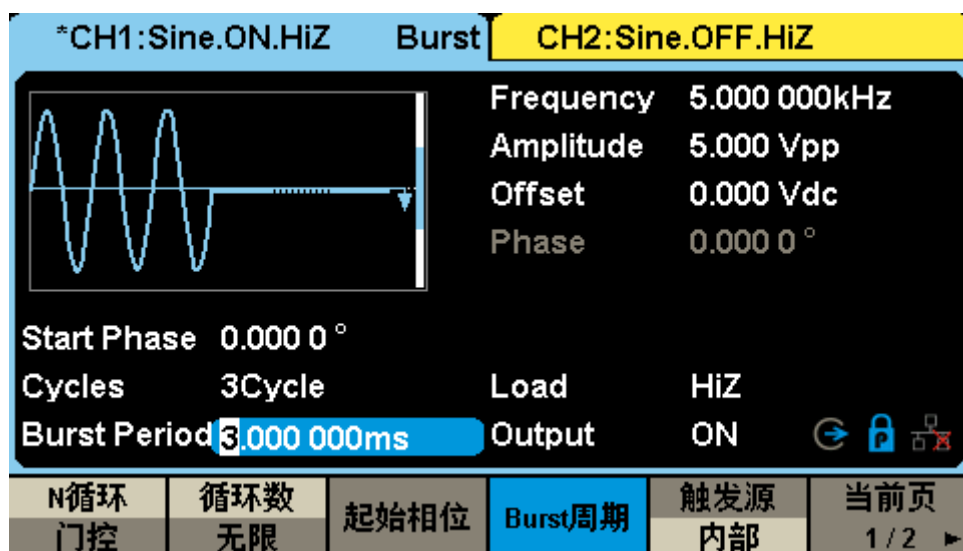 *CH1:Sine.ON.HiZ Burst CH2:Sine.OFF.HiZ
Frequency 5.000 000kHz
Amplitude 5.000 Vpp
Offset 0.000 Vdc
Phase 0.000 0 °
Start Phase 0.000 0 °
Cycles 3Cycle Load HiZ
Burst Period 3.000 000ms Output ON
N循环 循环数 起始相位 Burst周期 触发源 当前页
门控 无限 内部 1/2 ►